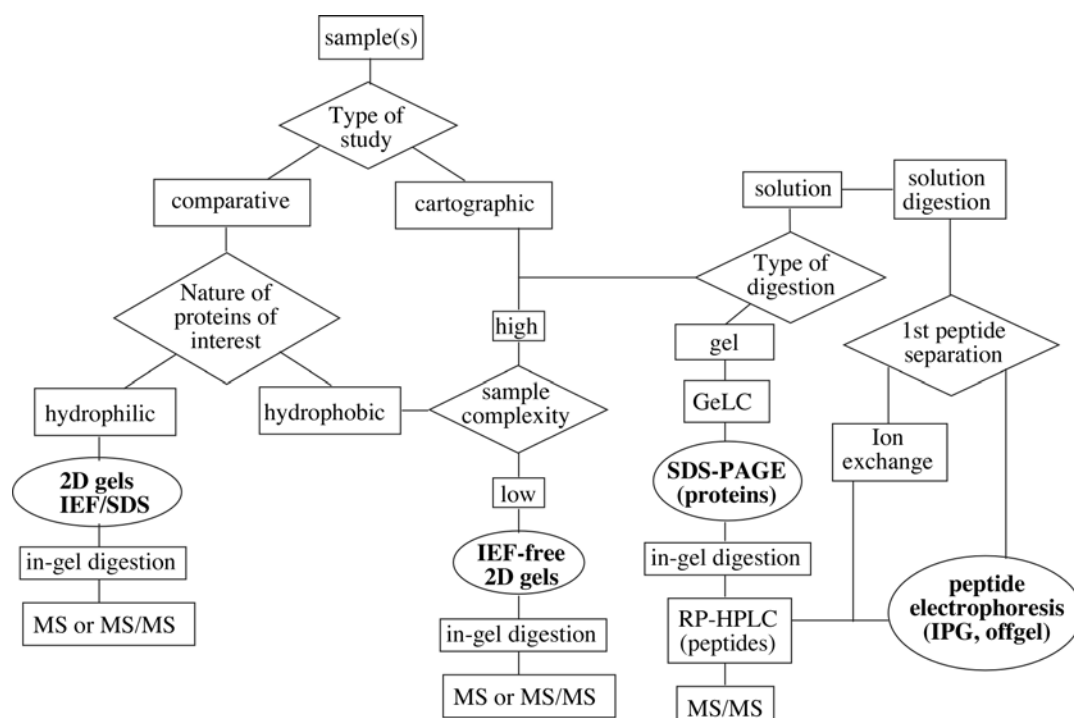 sample(s)
Type of
study
comparative
cartographic
solution
solution
digestion
Nature of
proteins of
interest
Type of
digestion
high
gel
1st peptide
separation
hydrophilic
hydrophobic
sample
complexity
GeLC
Ion
exchange
2D gels
IEF/SDS
low
SDS-PAGE
(proteins)
in-gel digestion
IEF-free
2D gels
in-gel digestion
peptide
electrophoresis
(IPG, offgel)
MS or MS/MS
in-gel digestion
RP-HPLC
(peptides)
MS or MS/MS
MS/MS